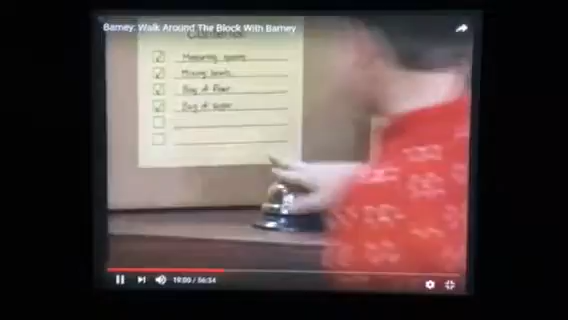 Barney: Walk Around The Block With Barney
Measuring spoons
Mixing bowls
Bag of flour
Bag of sugar
19:00 / 56:34